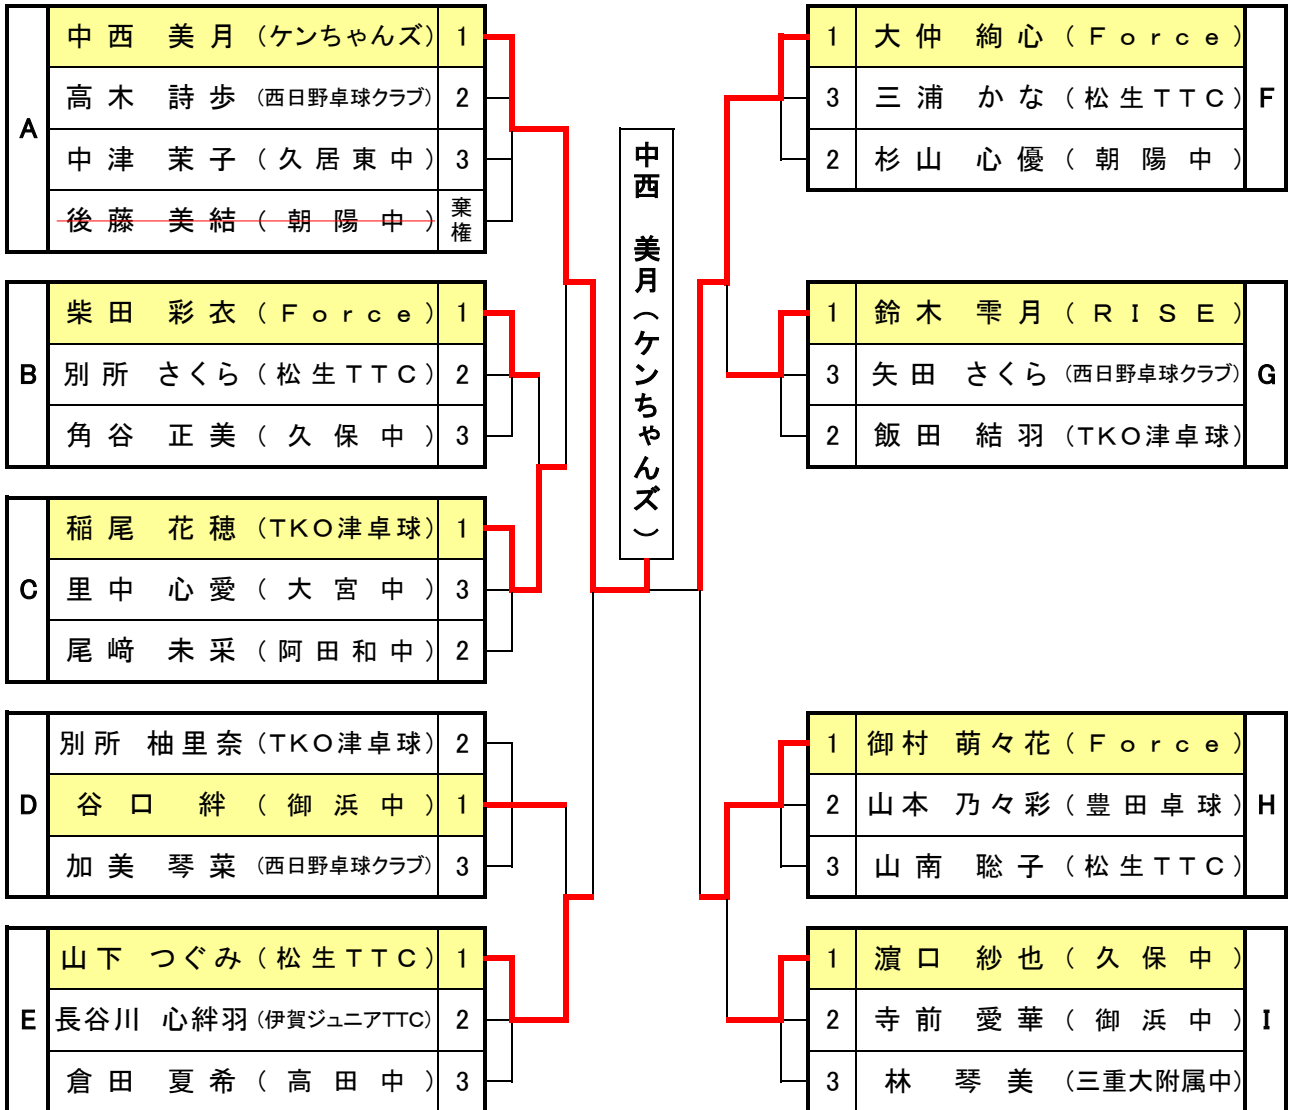 A
中西 美月 (ケンちゃんズ) 1
高木 詩歩 (西日野卓球クラブ) 2
中津 茉子 (久居東中) 3
後藤 美結 (朝陽中) 棄権
B
柴田 彩衣 (Force) 1
別所 さくら (松生TTC) 2
角谷 正美 (久保中) 3
C
稲尾 花穂 (TKO津卓球) 1
里中 心愛 (大宮中) 3
尾﨑 未采 (阿田和中) 2
D
別所 柚里奈 (TKO津卓球) 2
谷口 絆 (御浜中) 1
加美 琴菜 (西日野卓球クラブ) 3
E
山下 つぐみ (松生TTC) 1
長谷川 心絆羽 (伊賀ジュニアTTC) 2
倉田 夏希 (高田中) 3
中西 美月(ケンちゃんズ)
1 大仲 絢心 (Force)
3 三浦 かな (松生TTC)
2 杉山 心優 (朝陽中)
F
1 鈴木 雫月 (RISE)
3 矢田 さくら (西日野卓球クラブ)
2 飯田 結羽 (TKO津卓球)
G
1 御村 萌々花 (Force)
2 山本 乃々彩 (豊田卓球)
3 山南 聡子 (松生TTC)
H
1 濵口 紗也 (久保中)
2 寺前 愛華 (御浜中)
3 林 琴美 (三重大附属中)
I